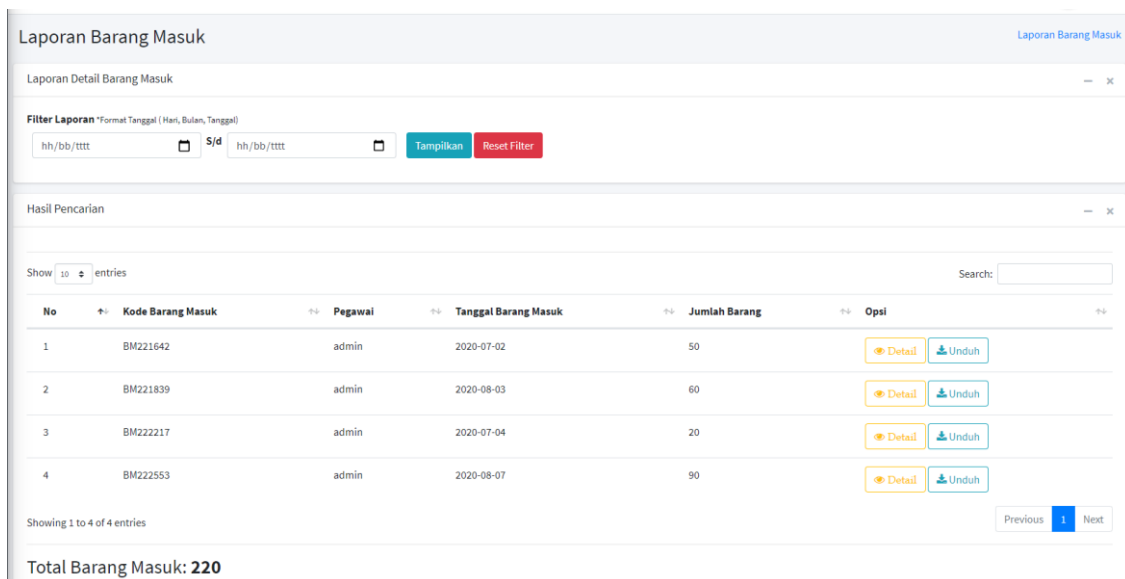 Laporan Barang Masuk
Laporan Barang Masuk
Laporan Detail Barang Masuk
Filter Laporan *Format Tanggal ( Hari, Bulan, Tanggal)
hh/bb/tttt S/d hh/bb/tttt Tampilkan Reset Filter
Hasil Pencarian
Show 10 entries Search:
No Kode Barang Masuk Pegawai Tanggal Barang Masuk Jumlah Barang Opsi
1 BM221642 admin 2020-07-02 50 Detail Unduh
2 BM221839 admin 2020-08-03 60 Detail Unduh
3 BM222217 admin 2020-07-04 20 Detail Unduh
4 BM222553 admin 2020-08-07 90 Detail Unduh
Showing 1 to 4 of 4 entries Previous 1 Next
Total Barang Masuk: 220